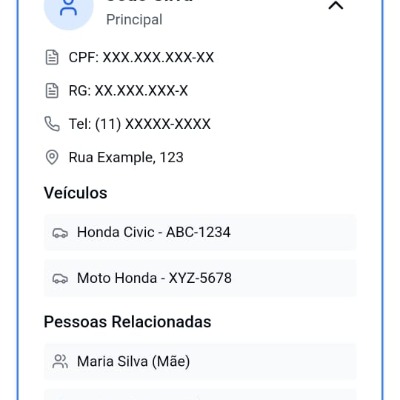 Principal
CPF: XXX.XXX.XXX-XX
RG: XX.XXX.XXX-X
Tel: (11) XXXXX-XXXX
Rua Example, 123
Veículos
Honda Civic - ABC-1234
Moto Honda - XYZ-5678
Pessoas Relacionadas
Maria Silva (Mãe)